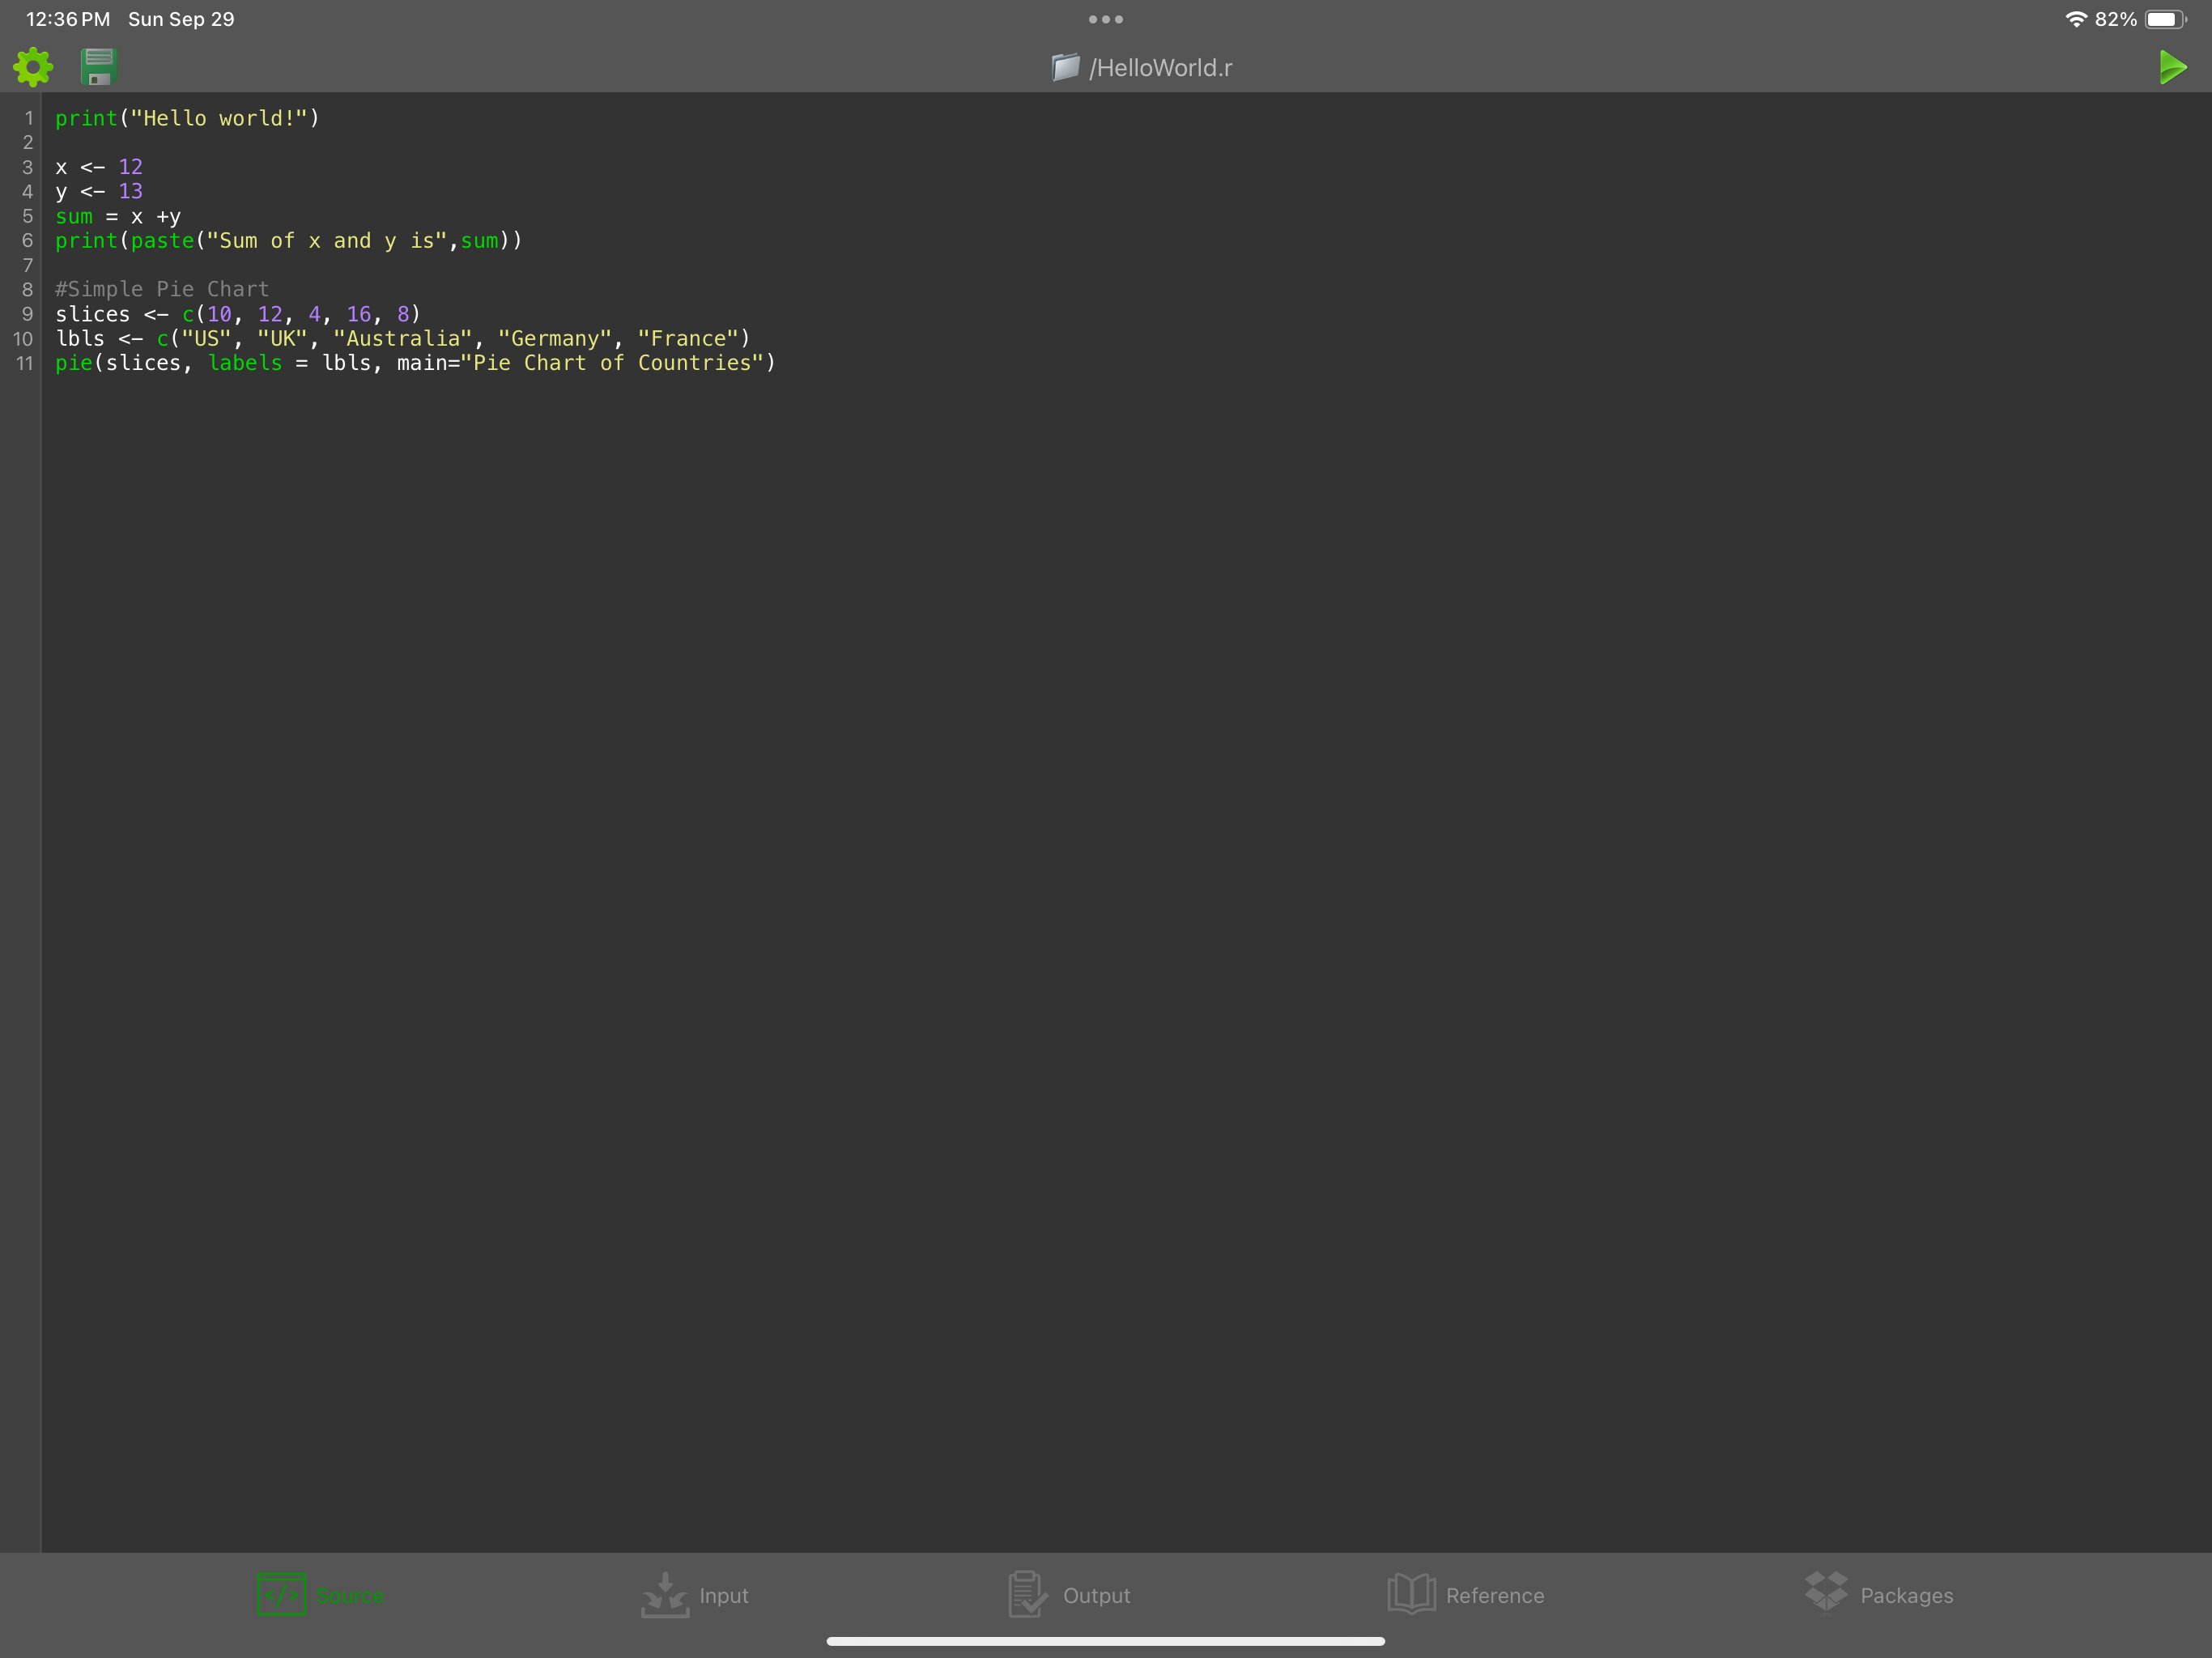 12:36 PM Sun Sep 29
82%
/HelloWorld.r
1 print("Hello world!")
2
3 x <- 12
4 y <- 13
5 sum = x +y
6 print(paste("Sum of x and y is",sum))
7
8 #Simple Pie Chart
9 slices <- c(10, 12, 4, 16, 8)
10 lbls <- c("US", "UK", "Australia", "Germany", "France")
11 pie(slices, labels = lbls, main="Pie Chart of Countries")
</> Source Input Output Reference Packages